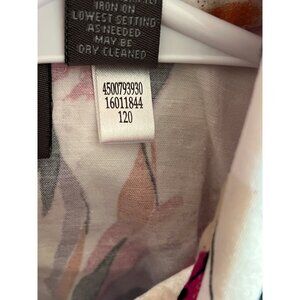 IRON ON
LOWEST SETTING
AS NEEDED
MAY BE
DRY CLEANED
4500793930
16011844
120